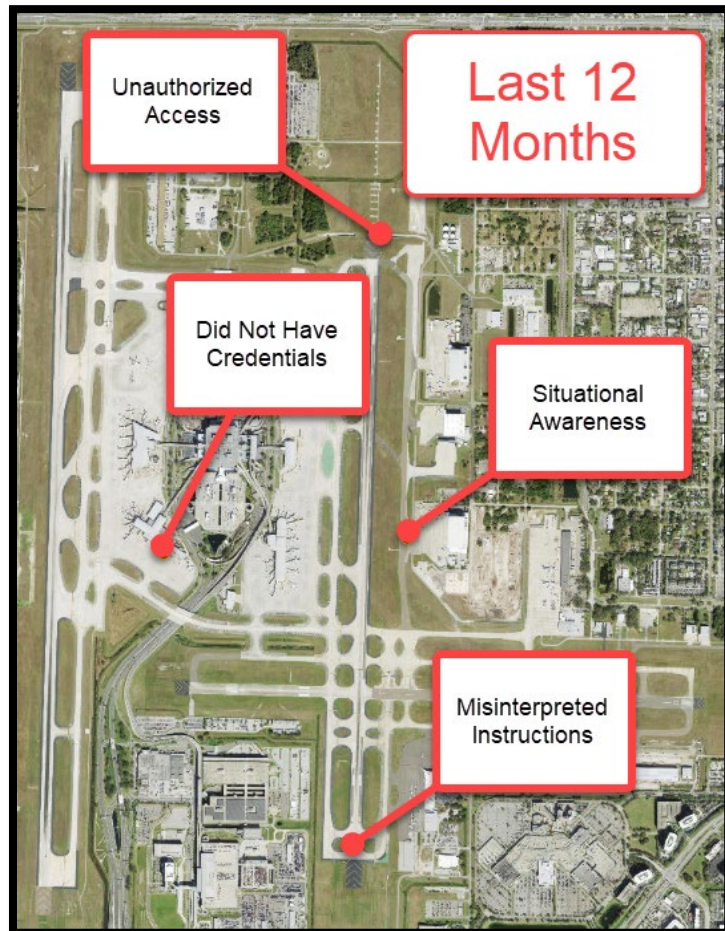 Unauthorized
Access
Last 12
Months
Did Not Have
Credentials
Situational
Awareness
Misinterpreted
Instructions